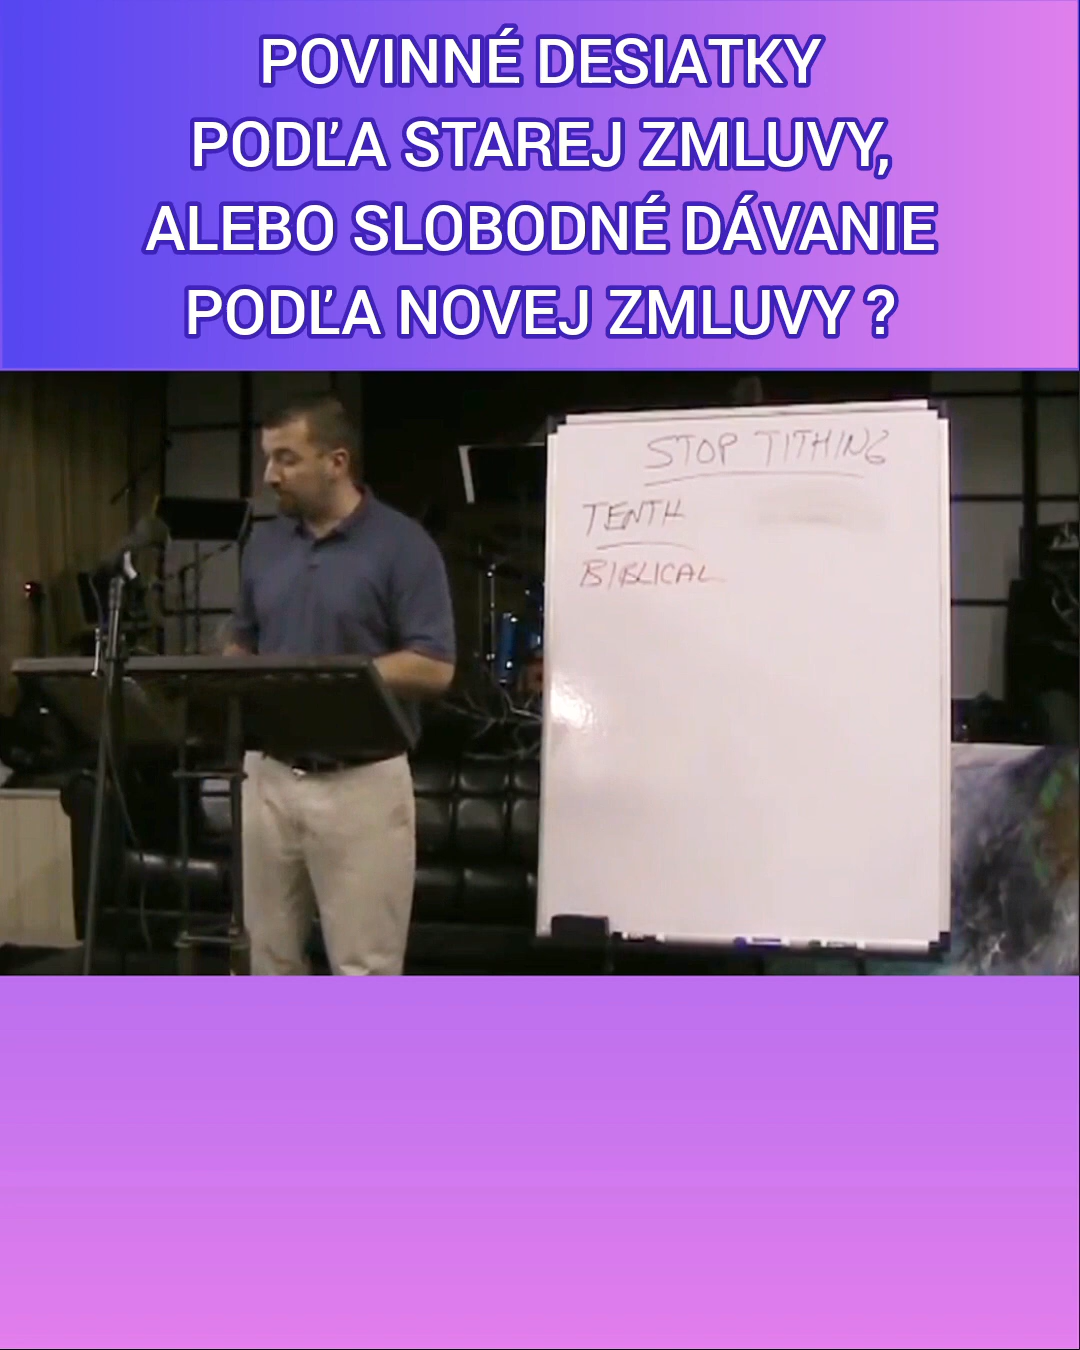 POVINNÉ DESIATKY
PODĽA STAREJ ZMLUVY,
ALEBO SLOBODNÉ DÁVANIE
PODĽA NOVEJ ZMLUVY ?
STOP TITHING
TENTH
BIBLICAL